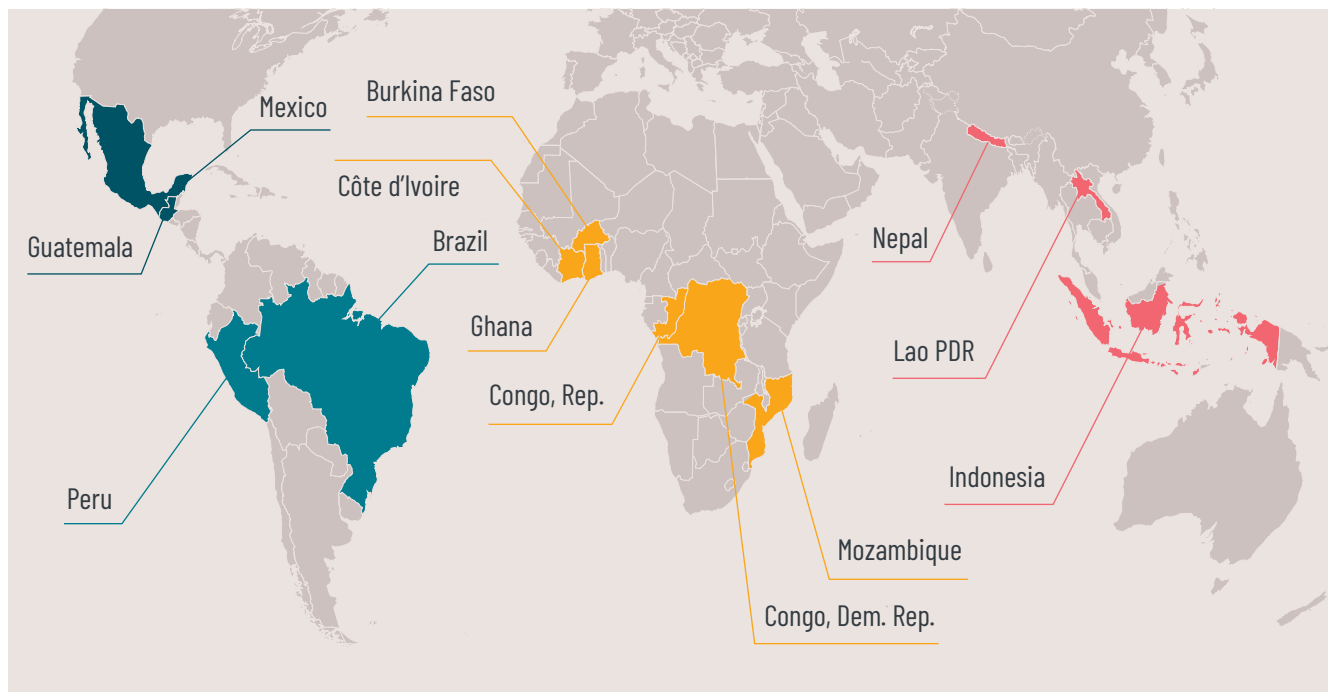 Burkina Faso
Mexico
Côte d’Ivoire
Guatemala
Brazil
Nepal
Ghana
Lao PDR
Congo, Rep.
Indonesia
Peru
Mozambique
Congo, Dem. Rep.